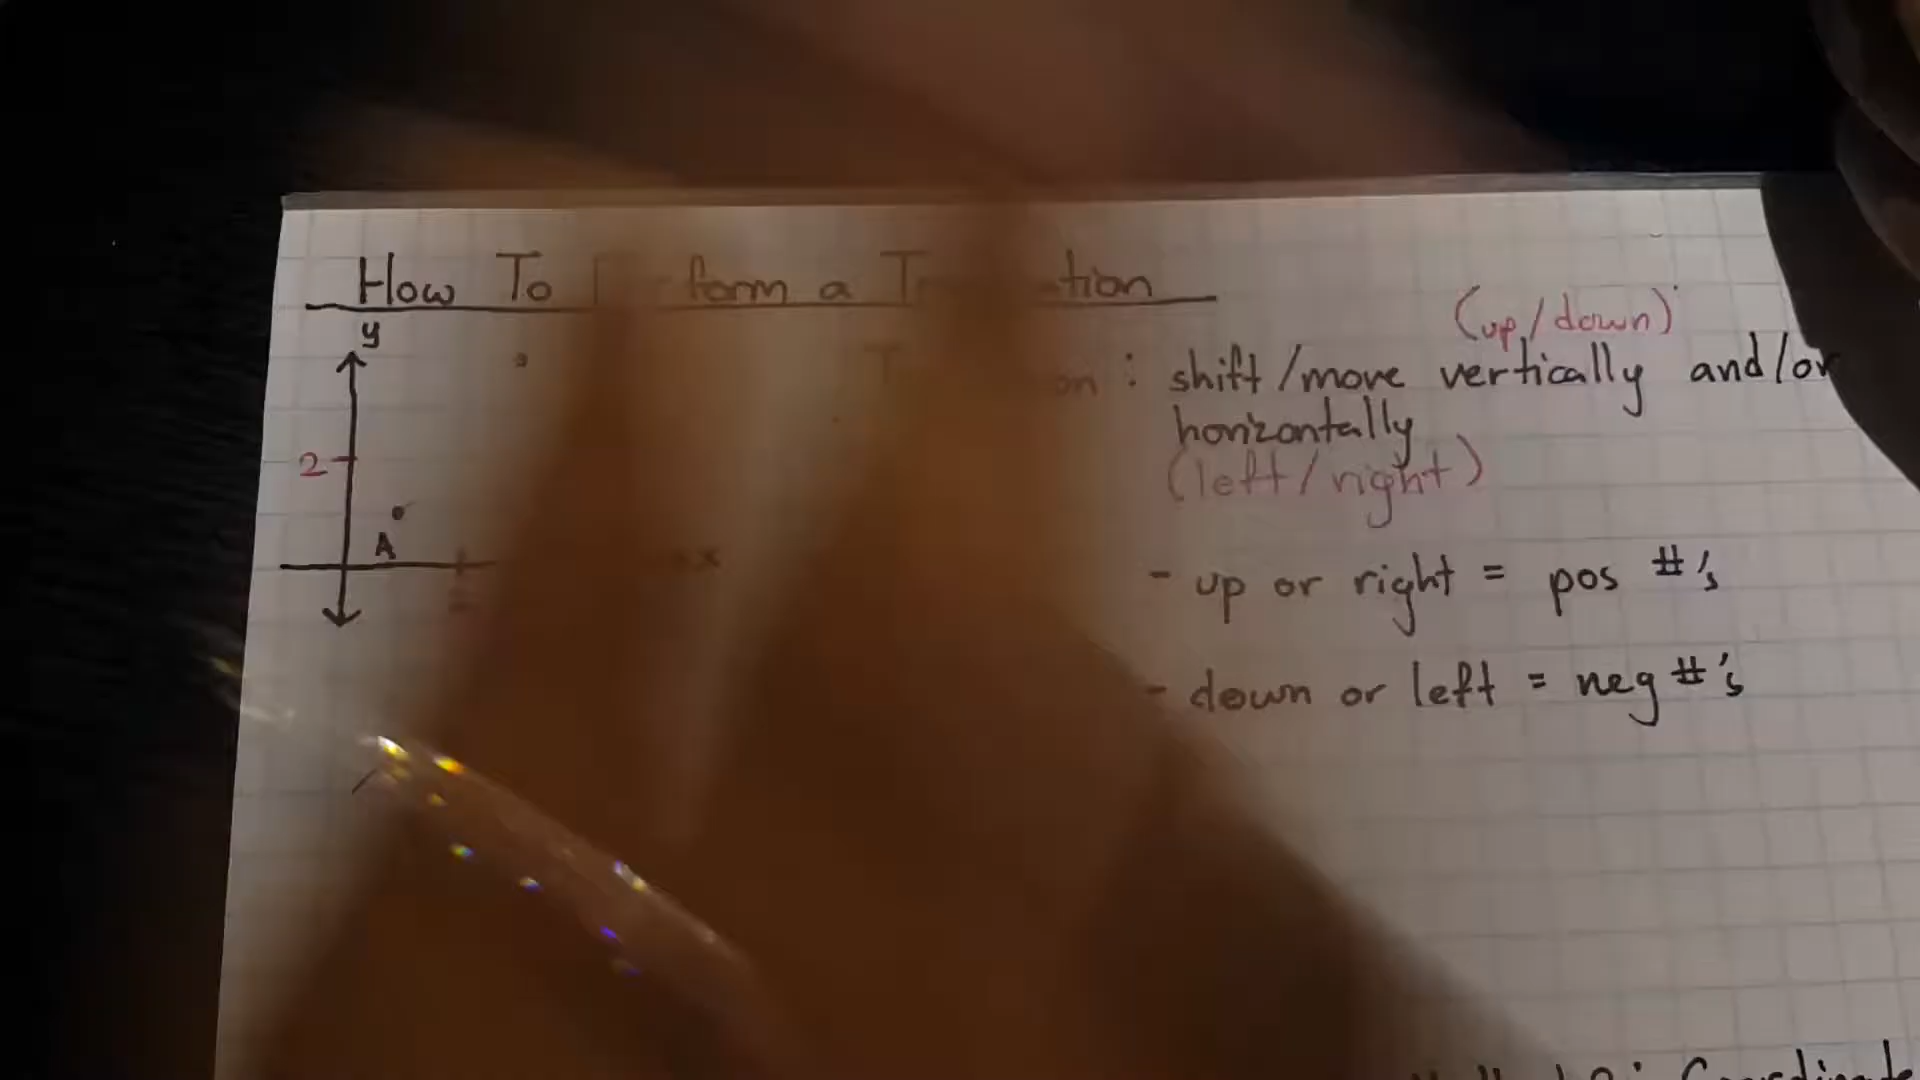 How To form a tion
y
(up/down)
: shift/move vertically and/or
horizontally
2
(left/right)
A
x
- up or right = pos #'s
- down or left = neg #'s